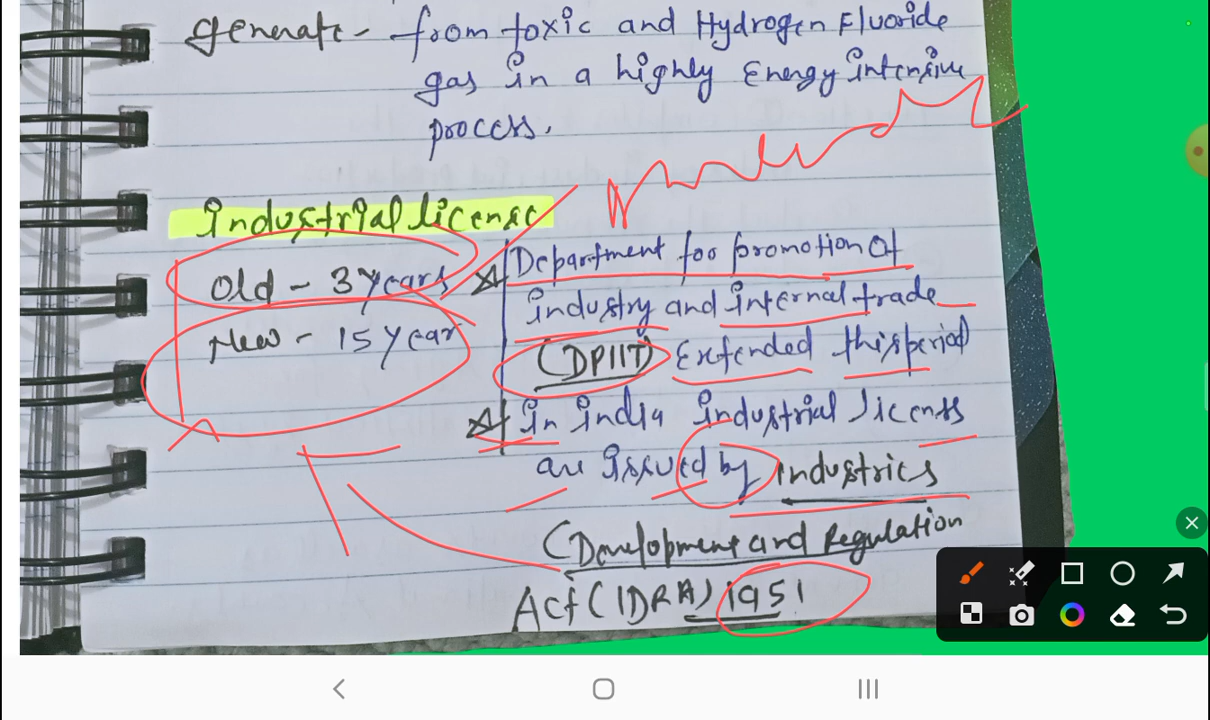 generate- from toxic and Hydrogen Fluoride
gas in a highly Energy intensive
process.
industrial license
Old - 3 years
New - 15 year
Department for promotion of
industry and internal trade
(DPIIT) Extended this period
in india industrial licenses
are issued by industries
(Development and Regulation
Act (IDRA) 1951